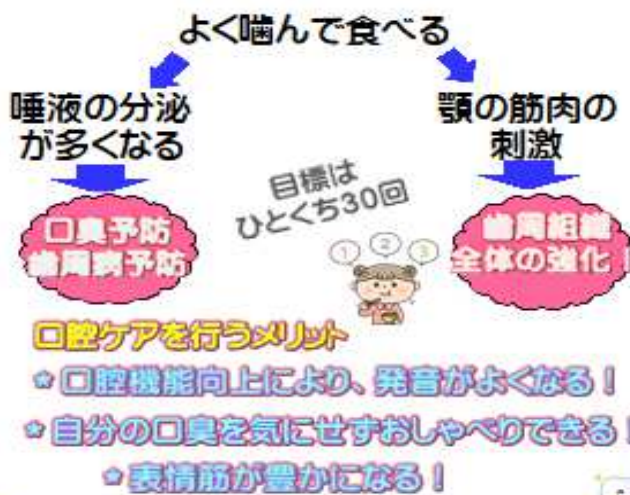 よく噛んで食べる
唾液の分泌
が多くなる
顎の筋肉の
刺激
目標は
ひとくち30回
口臭予防
歯周病予防
歯周組織
全体の強化！
1 2 3
口腔ケアを行うメリット
★口腔機能向上により、発音がよくなる！
★自分の口臭を気にせずおしゃべりできる！
★表情筋が豊かになる！